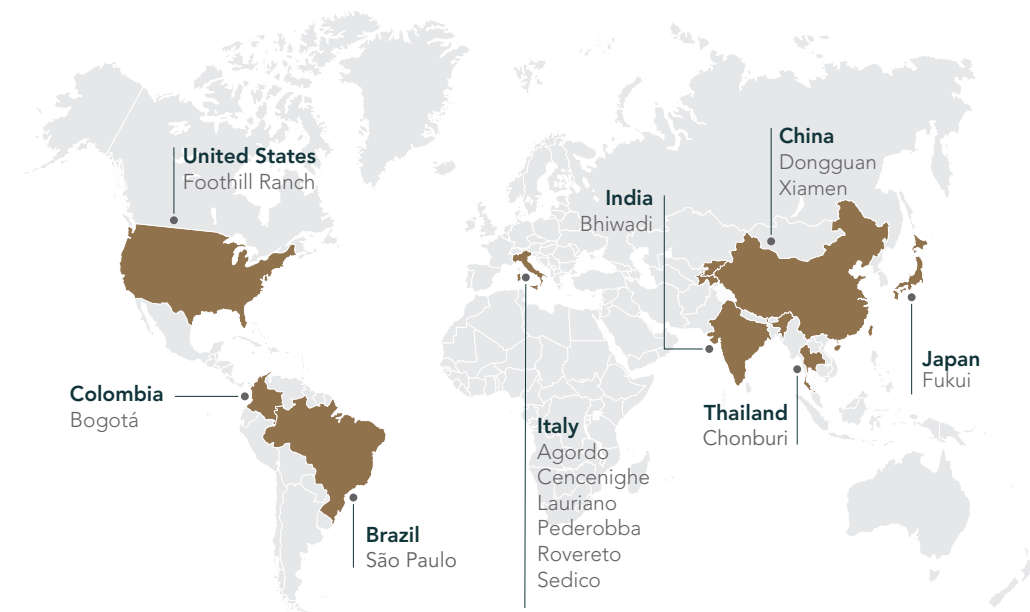 United States
Foothill Ranch
China
Dongguan
Xiamen
India
Bhiwadi
Japan
Fukui
Colombia
Bogotá
Thailand
Chonburi
Italy
Agordo
Cencenighe
Lauriano
Pederobba
Rovereto
Sedico
Brazil
São Paulo